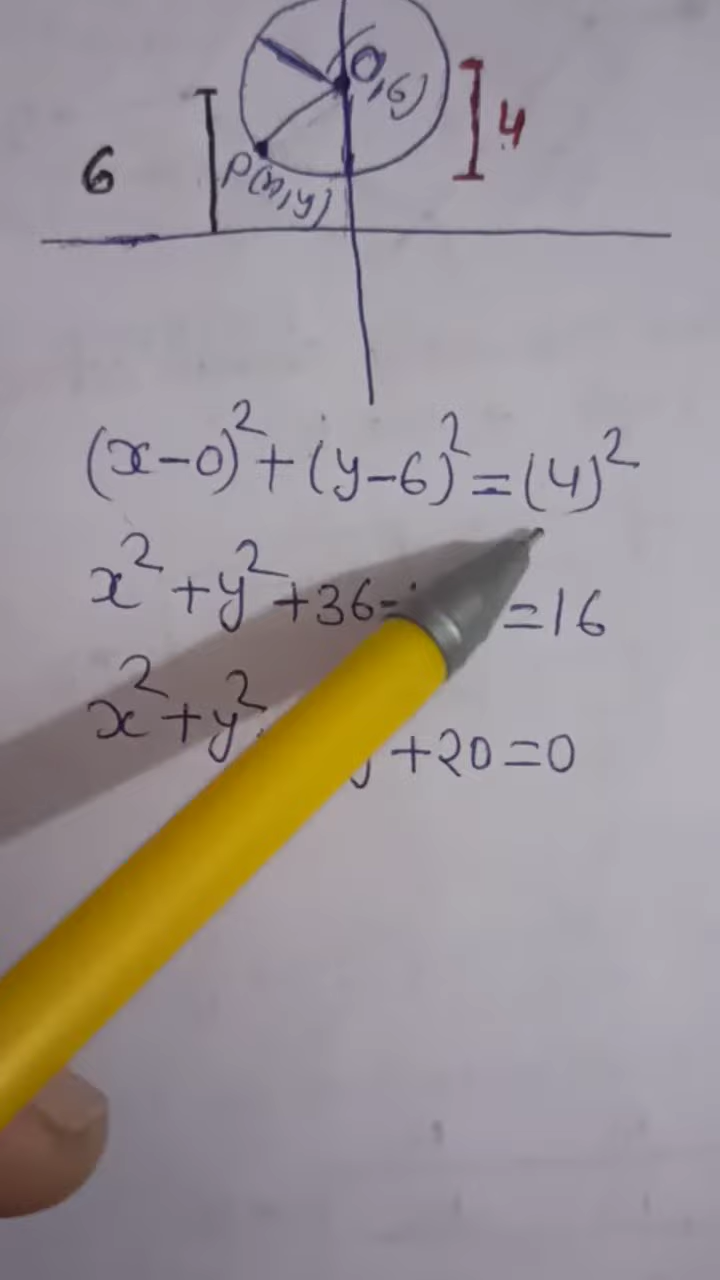 (0,6)
4
6
P(x,y)
(x-0)²+(y-6)²=(4)²
x²+y²+36- =16
x²+y² y+20=0